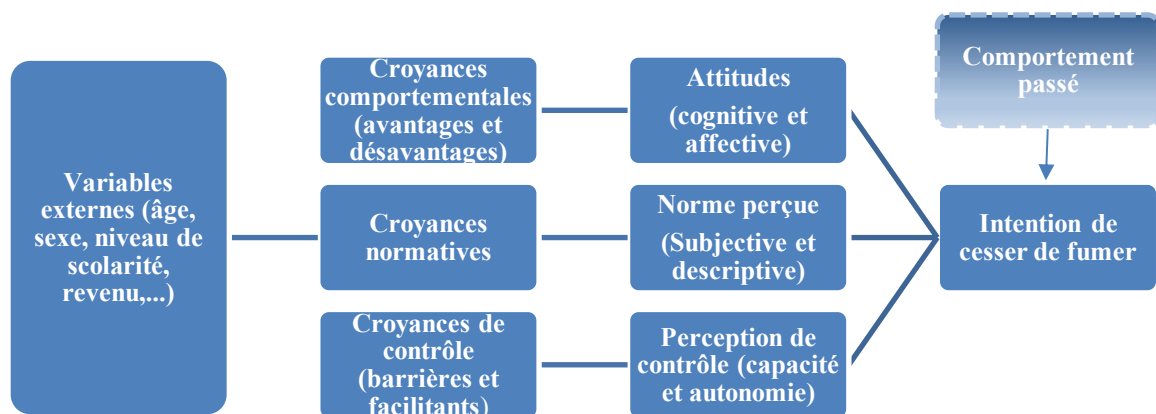 Variables
externes (âge,
sexe, niveau de
scolarité,
revenu,...)
Croyances
comportementales
(avantages et
désavantages)
Croyances
normatives
Croyances de
contrôle
(barrières et
facilitants)
Attitudes
(cognitive et
affective)
Norme perçue
(Subjective et
descriptive)
Perception de
contrôle (capacité
et autonomie)
Comportement
passé
Intention de
cesser de fumer